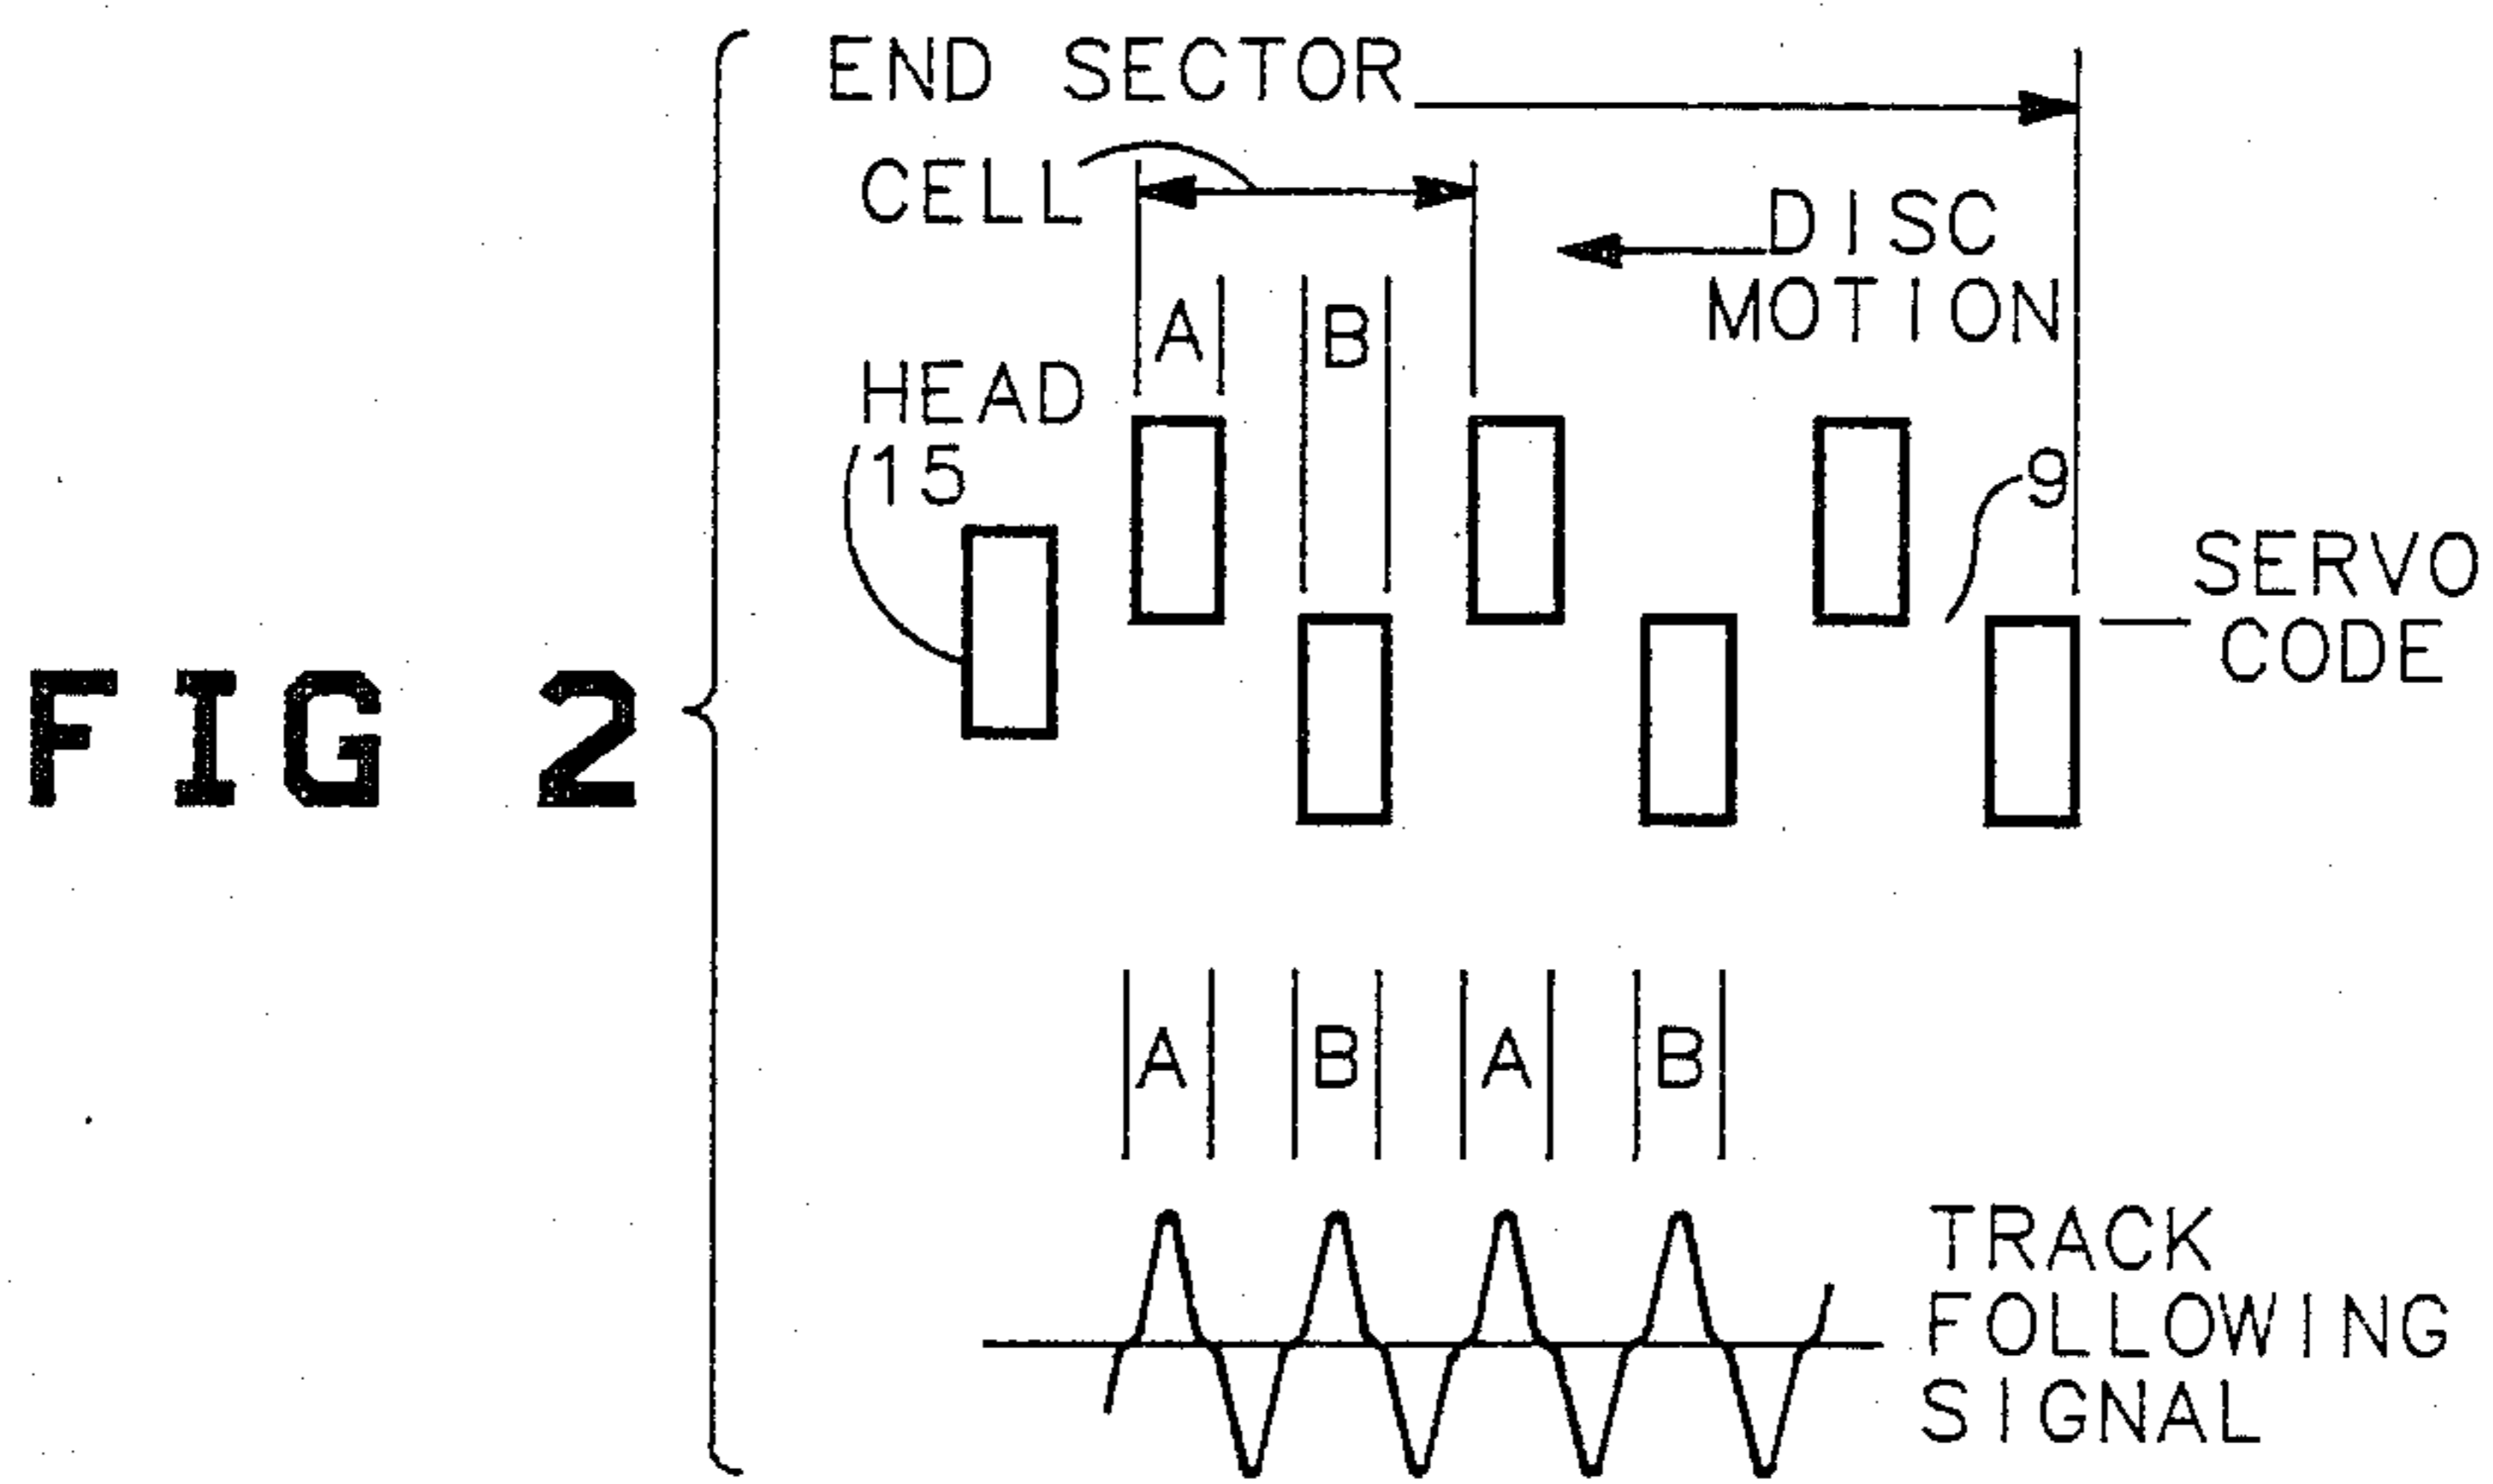 END SECTOR
CELL
DISC
MOTION
A B
HEAD
15
9
SERVO
CODE
FIG 2
A B A B
TRACK
FOLLOWING
SIGNAL